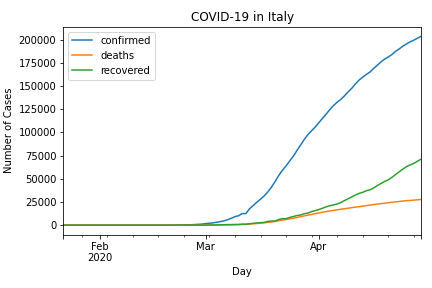 COVID-19 in Italy
confirmed
deaths
recovered
Number of Cases
200000
175000
150000
125000
100000
75000
50000
25000
0
Feb
2020
Mar
Apr
Day